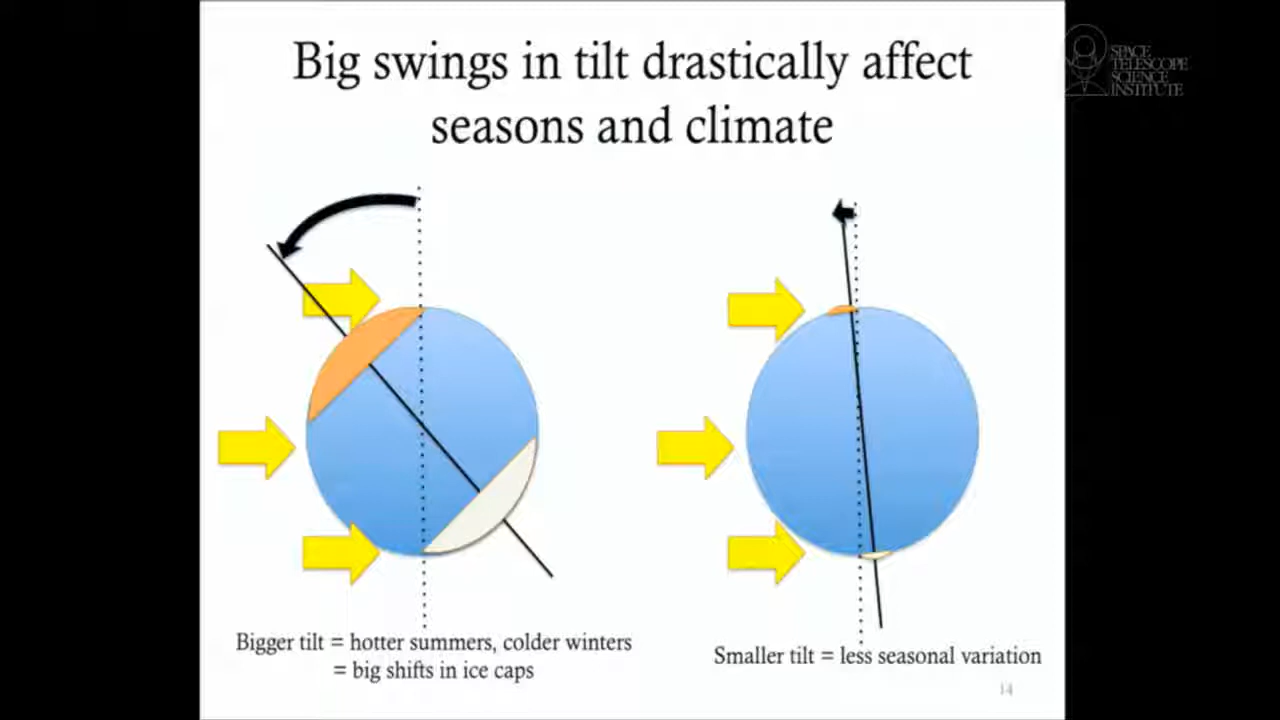 Big swings in tilt drastically affect
seasons and climate
SPACE
TELESCOPE
SCIENCE
INSTITUTE
Bigger tilt = hotter summers, colder winters
= big shifts in ice caps
Smaller tilt = less seasonal variation
14